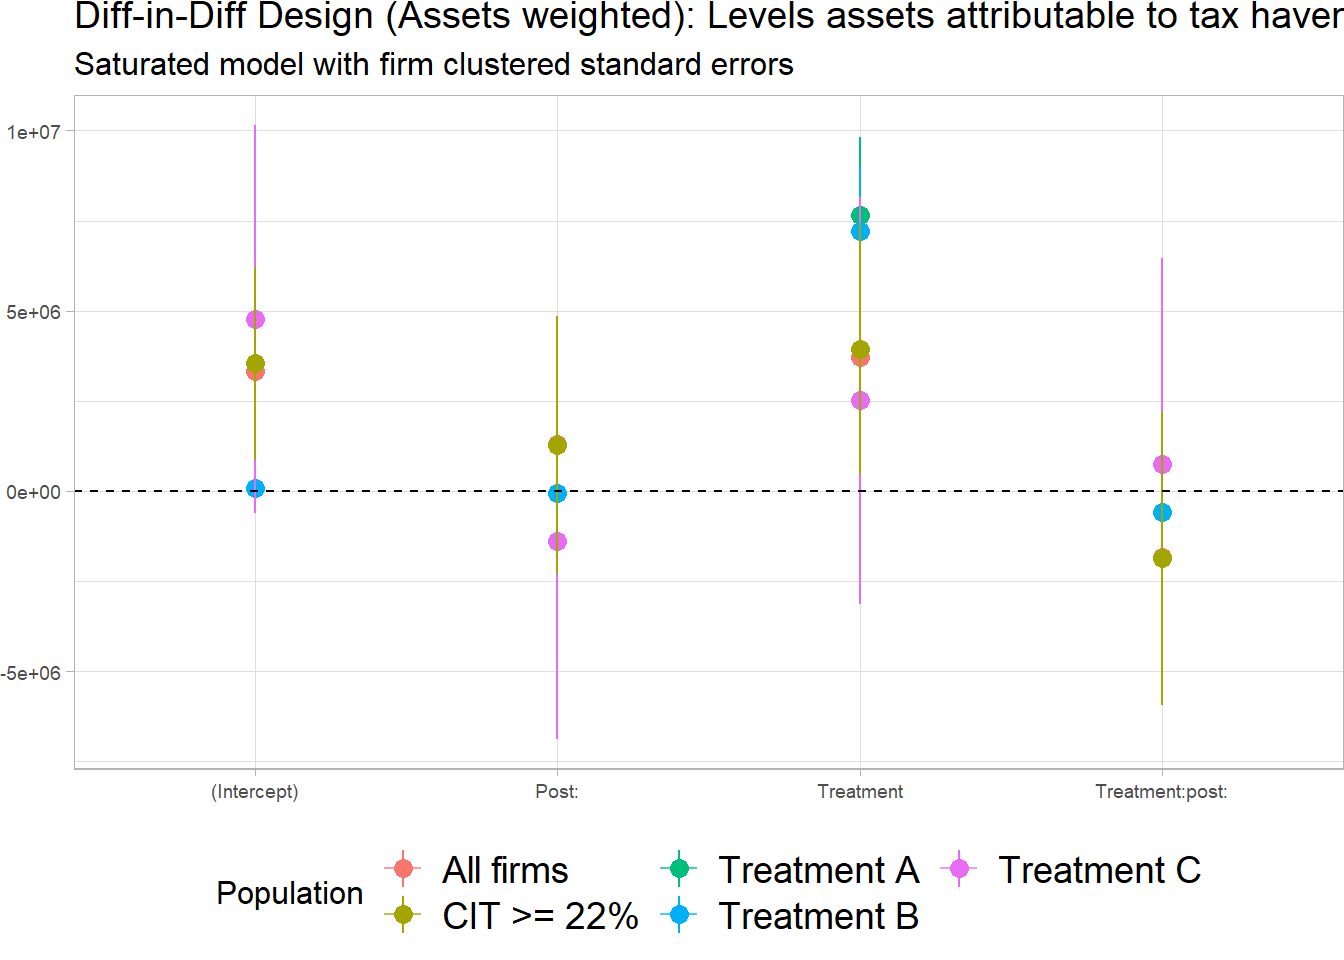 Diff-in-Diff Design (Assets weighted): Levels assets attributable to tax haven
Saturated model with firm clustered standard errors
1e+07
5e+06
0e+00
-5e+06
(Intercept) Post: Treatment Treatment:post:
Population
All firms Treatment A Treatment C
CIT >= 22% Treatment B